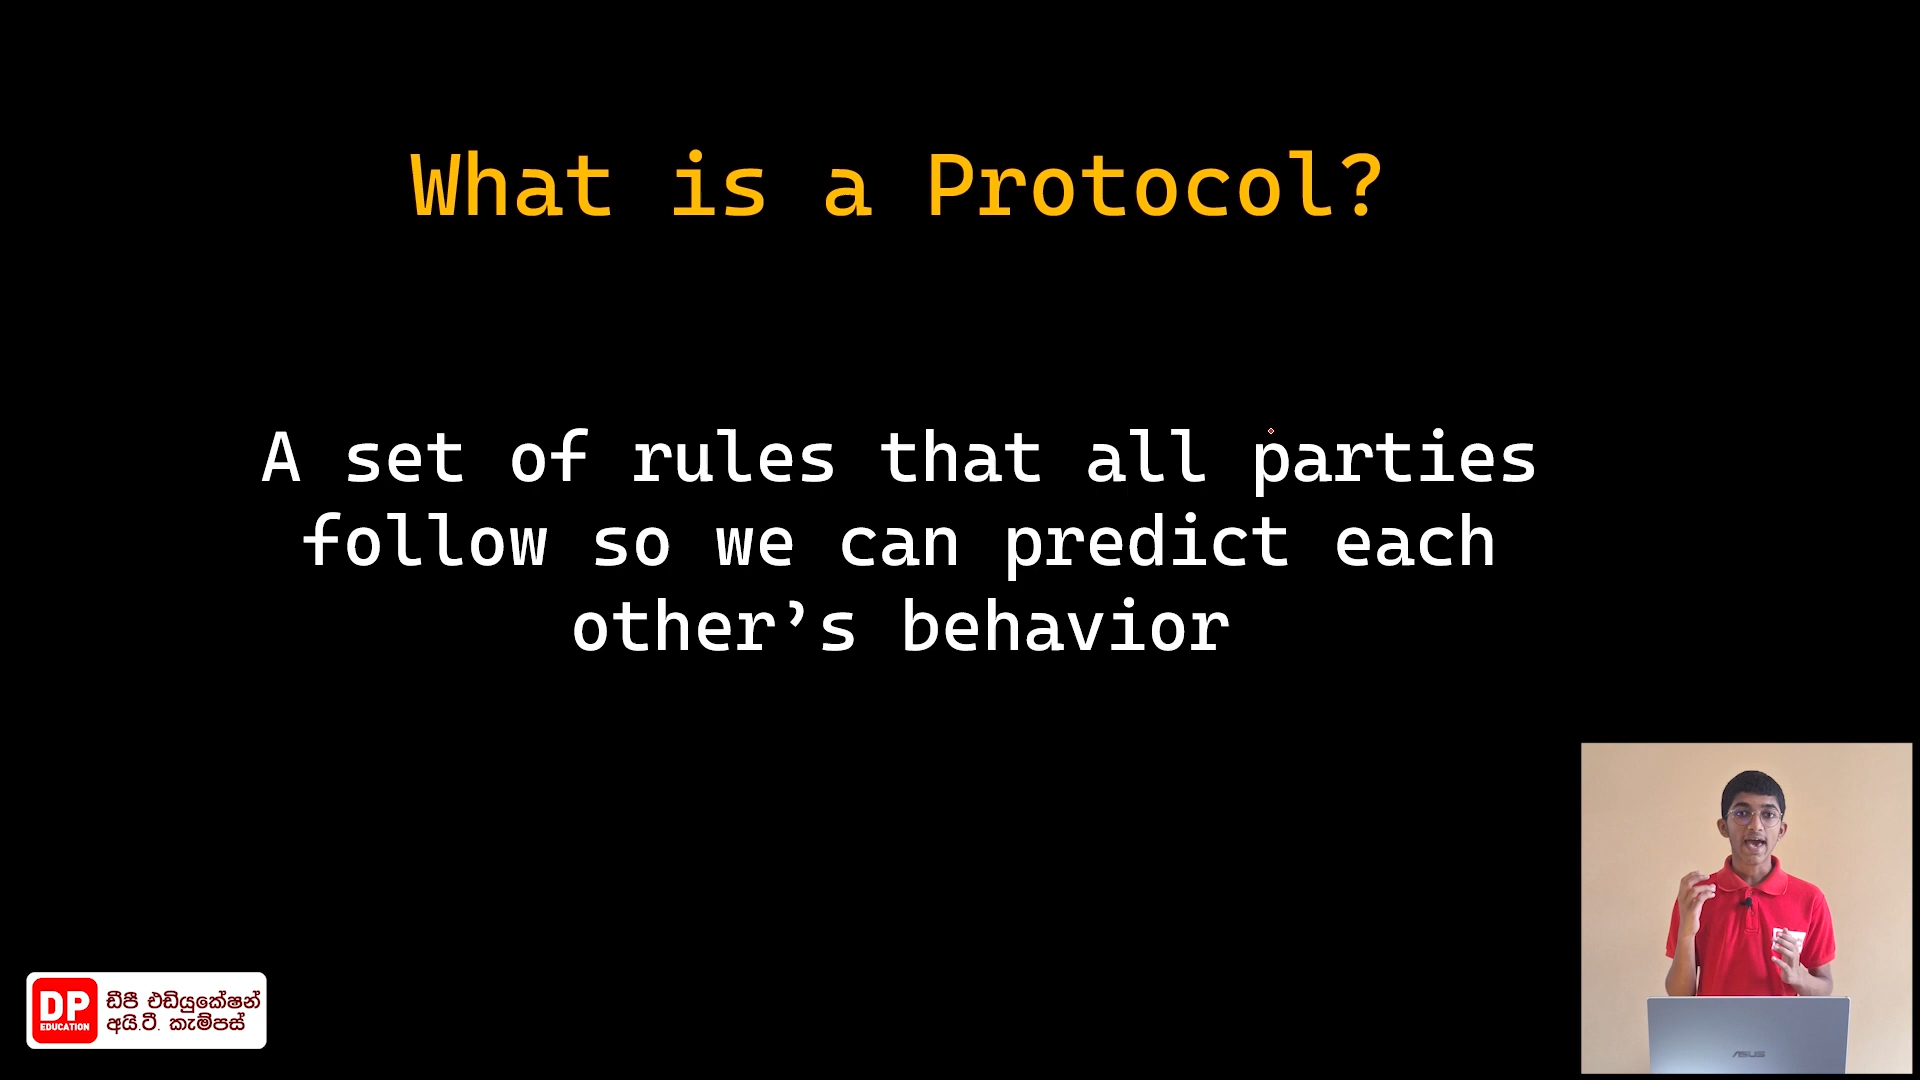 What is a Protocol?
A set of rules that all parties
follow so we can predict each
other’s behavior
DP
EDUCATION
ඩීපී එඩියුකේෂන්
අයි.ටී. කැම්පස්
ASUS